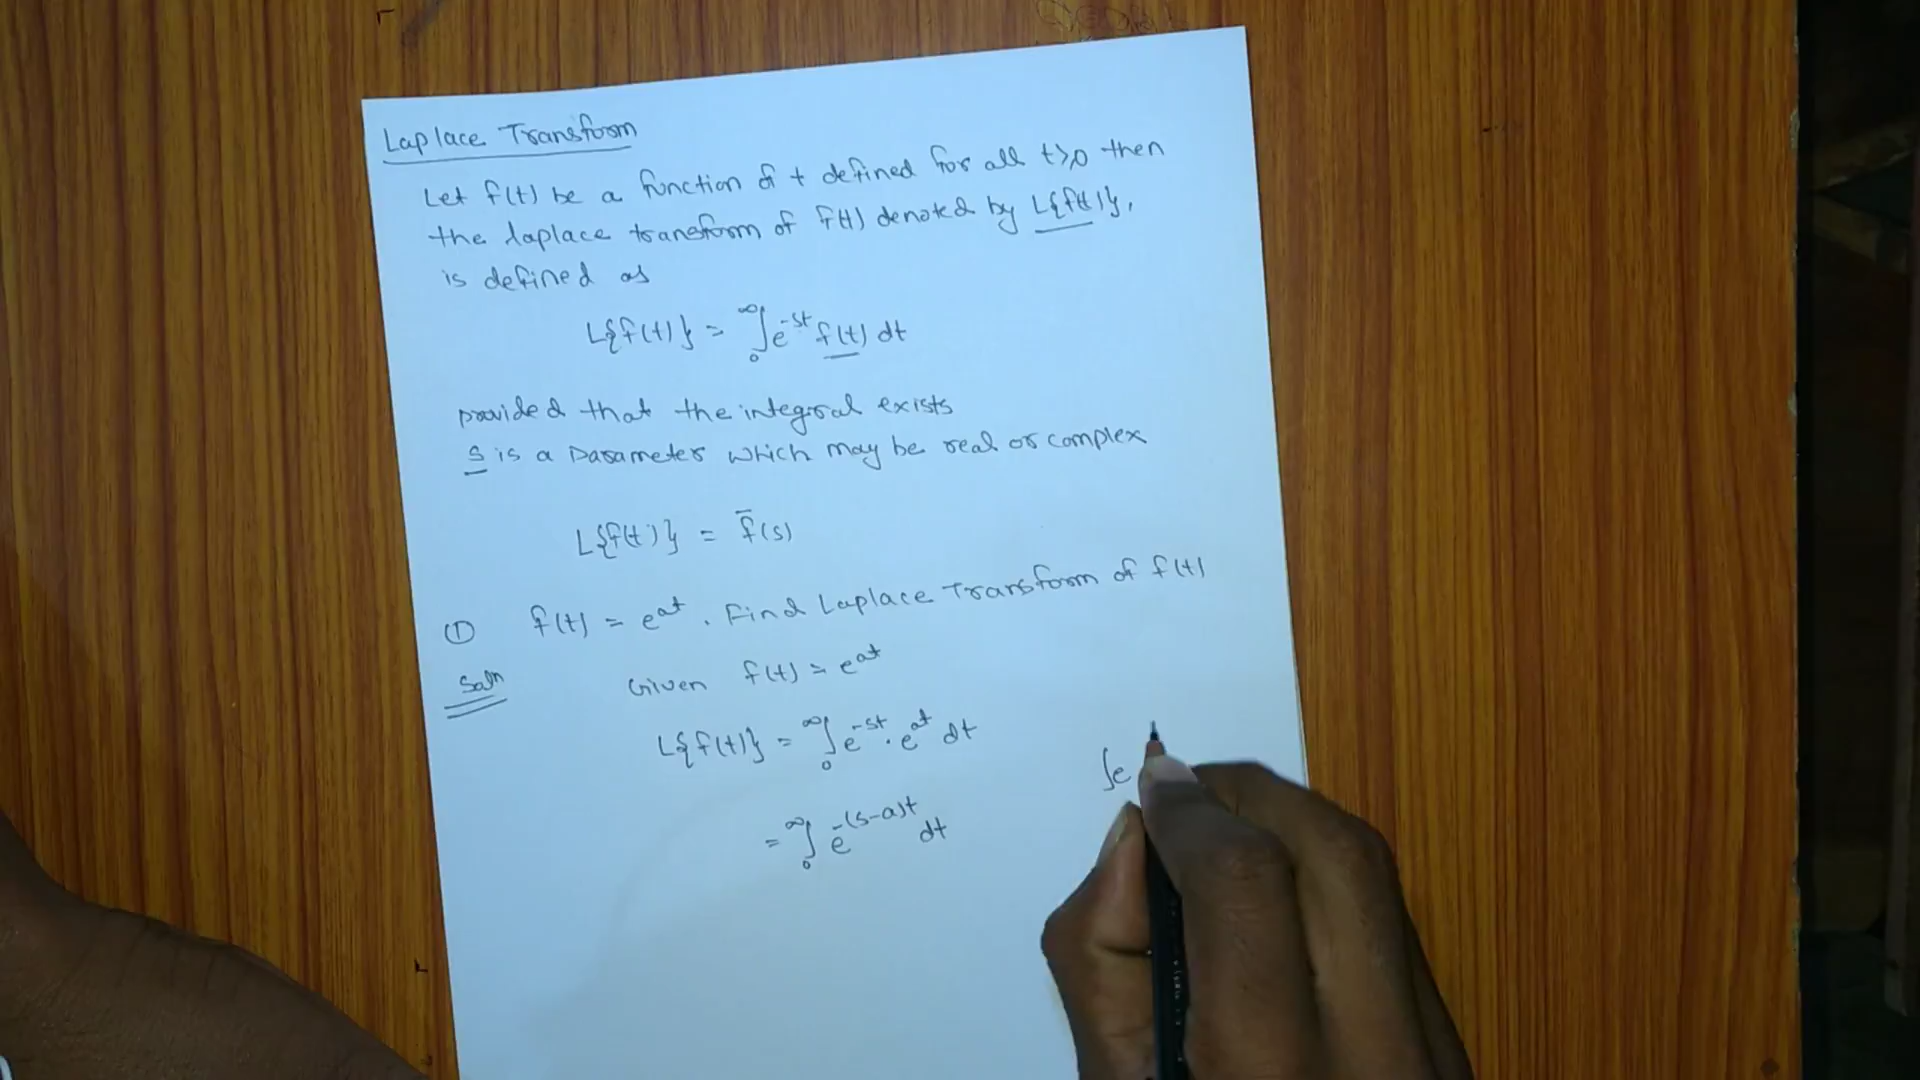 Laplace Transform
Let f(t) be a function of t defined for all t≥0 then
the laplace transform of f(t) denoted by L{f(t)},
is defined as
L{f(t)} = ∫₀^∞ e^{-st} f(t) dt
provided that the integral exists
s is a parameter which may be real or complex
L{f(t)} = f̄(s)
① f(t) = e^{at}. Find Laplace Transform of f(t)
Soln Given f(t) = e^{at}
L{f(t)} = ∫₀^∞ e^{-st} · e^{at} dt
= ∫₀^∞ e^{-(s-a)t} dt
∫e